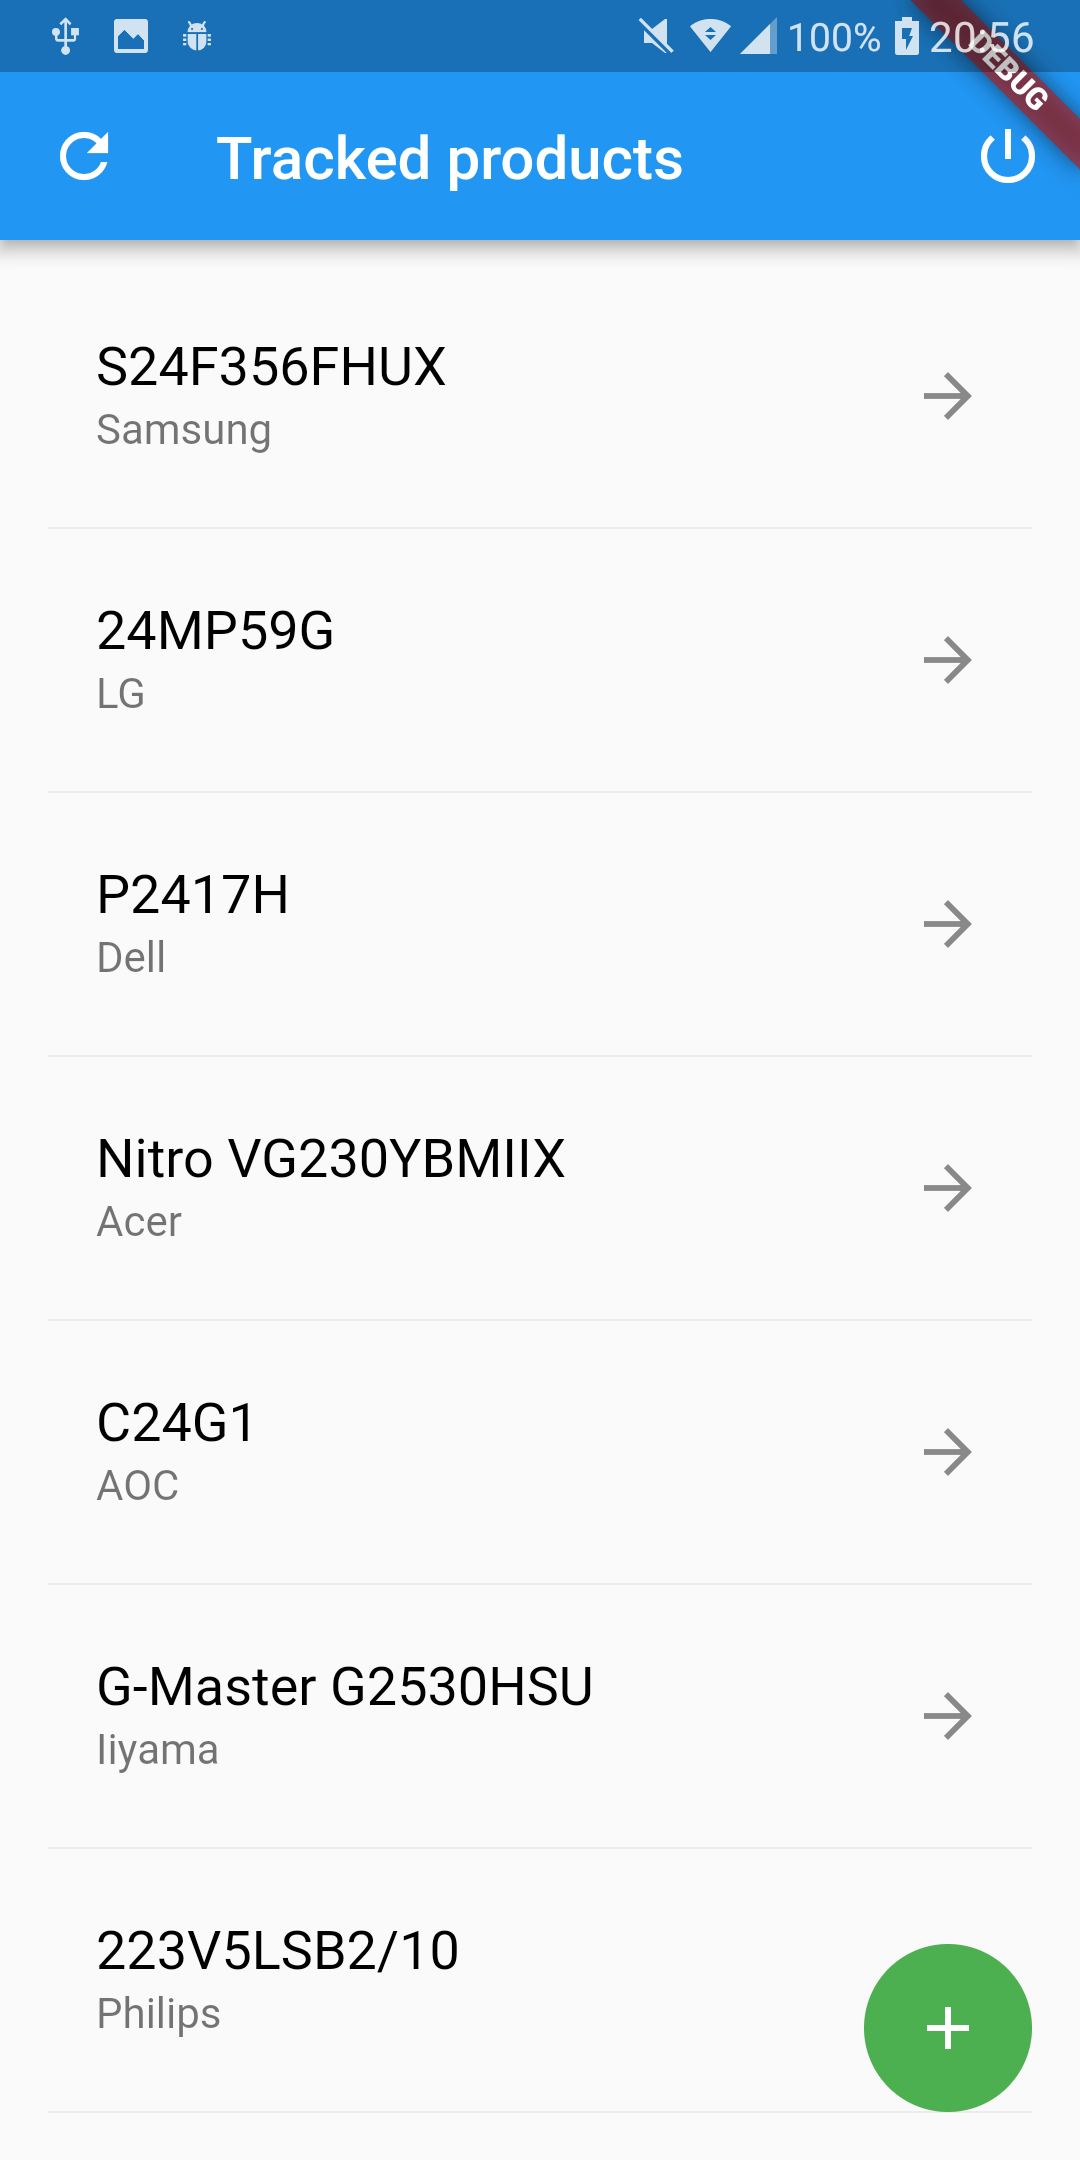 100% 20:56
DEBUG
Tracked products
S24F356FHUX
Samsung
24MP59G
LG
P2417H
Dell
Nitro VG230YBMIIX
Acer
C24G1
AOC
G-Master G2530HSU
Iiyama
223V5LSB2/10
Philips